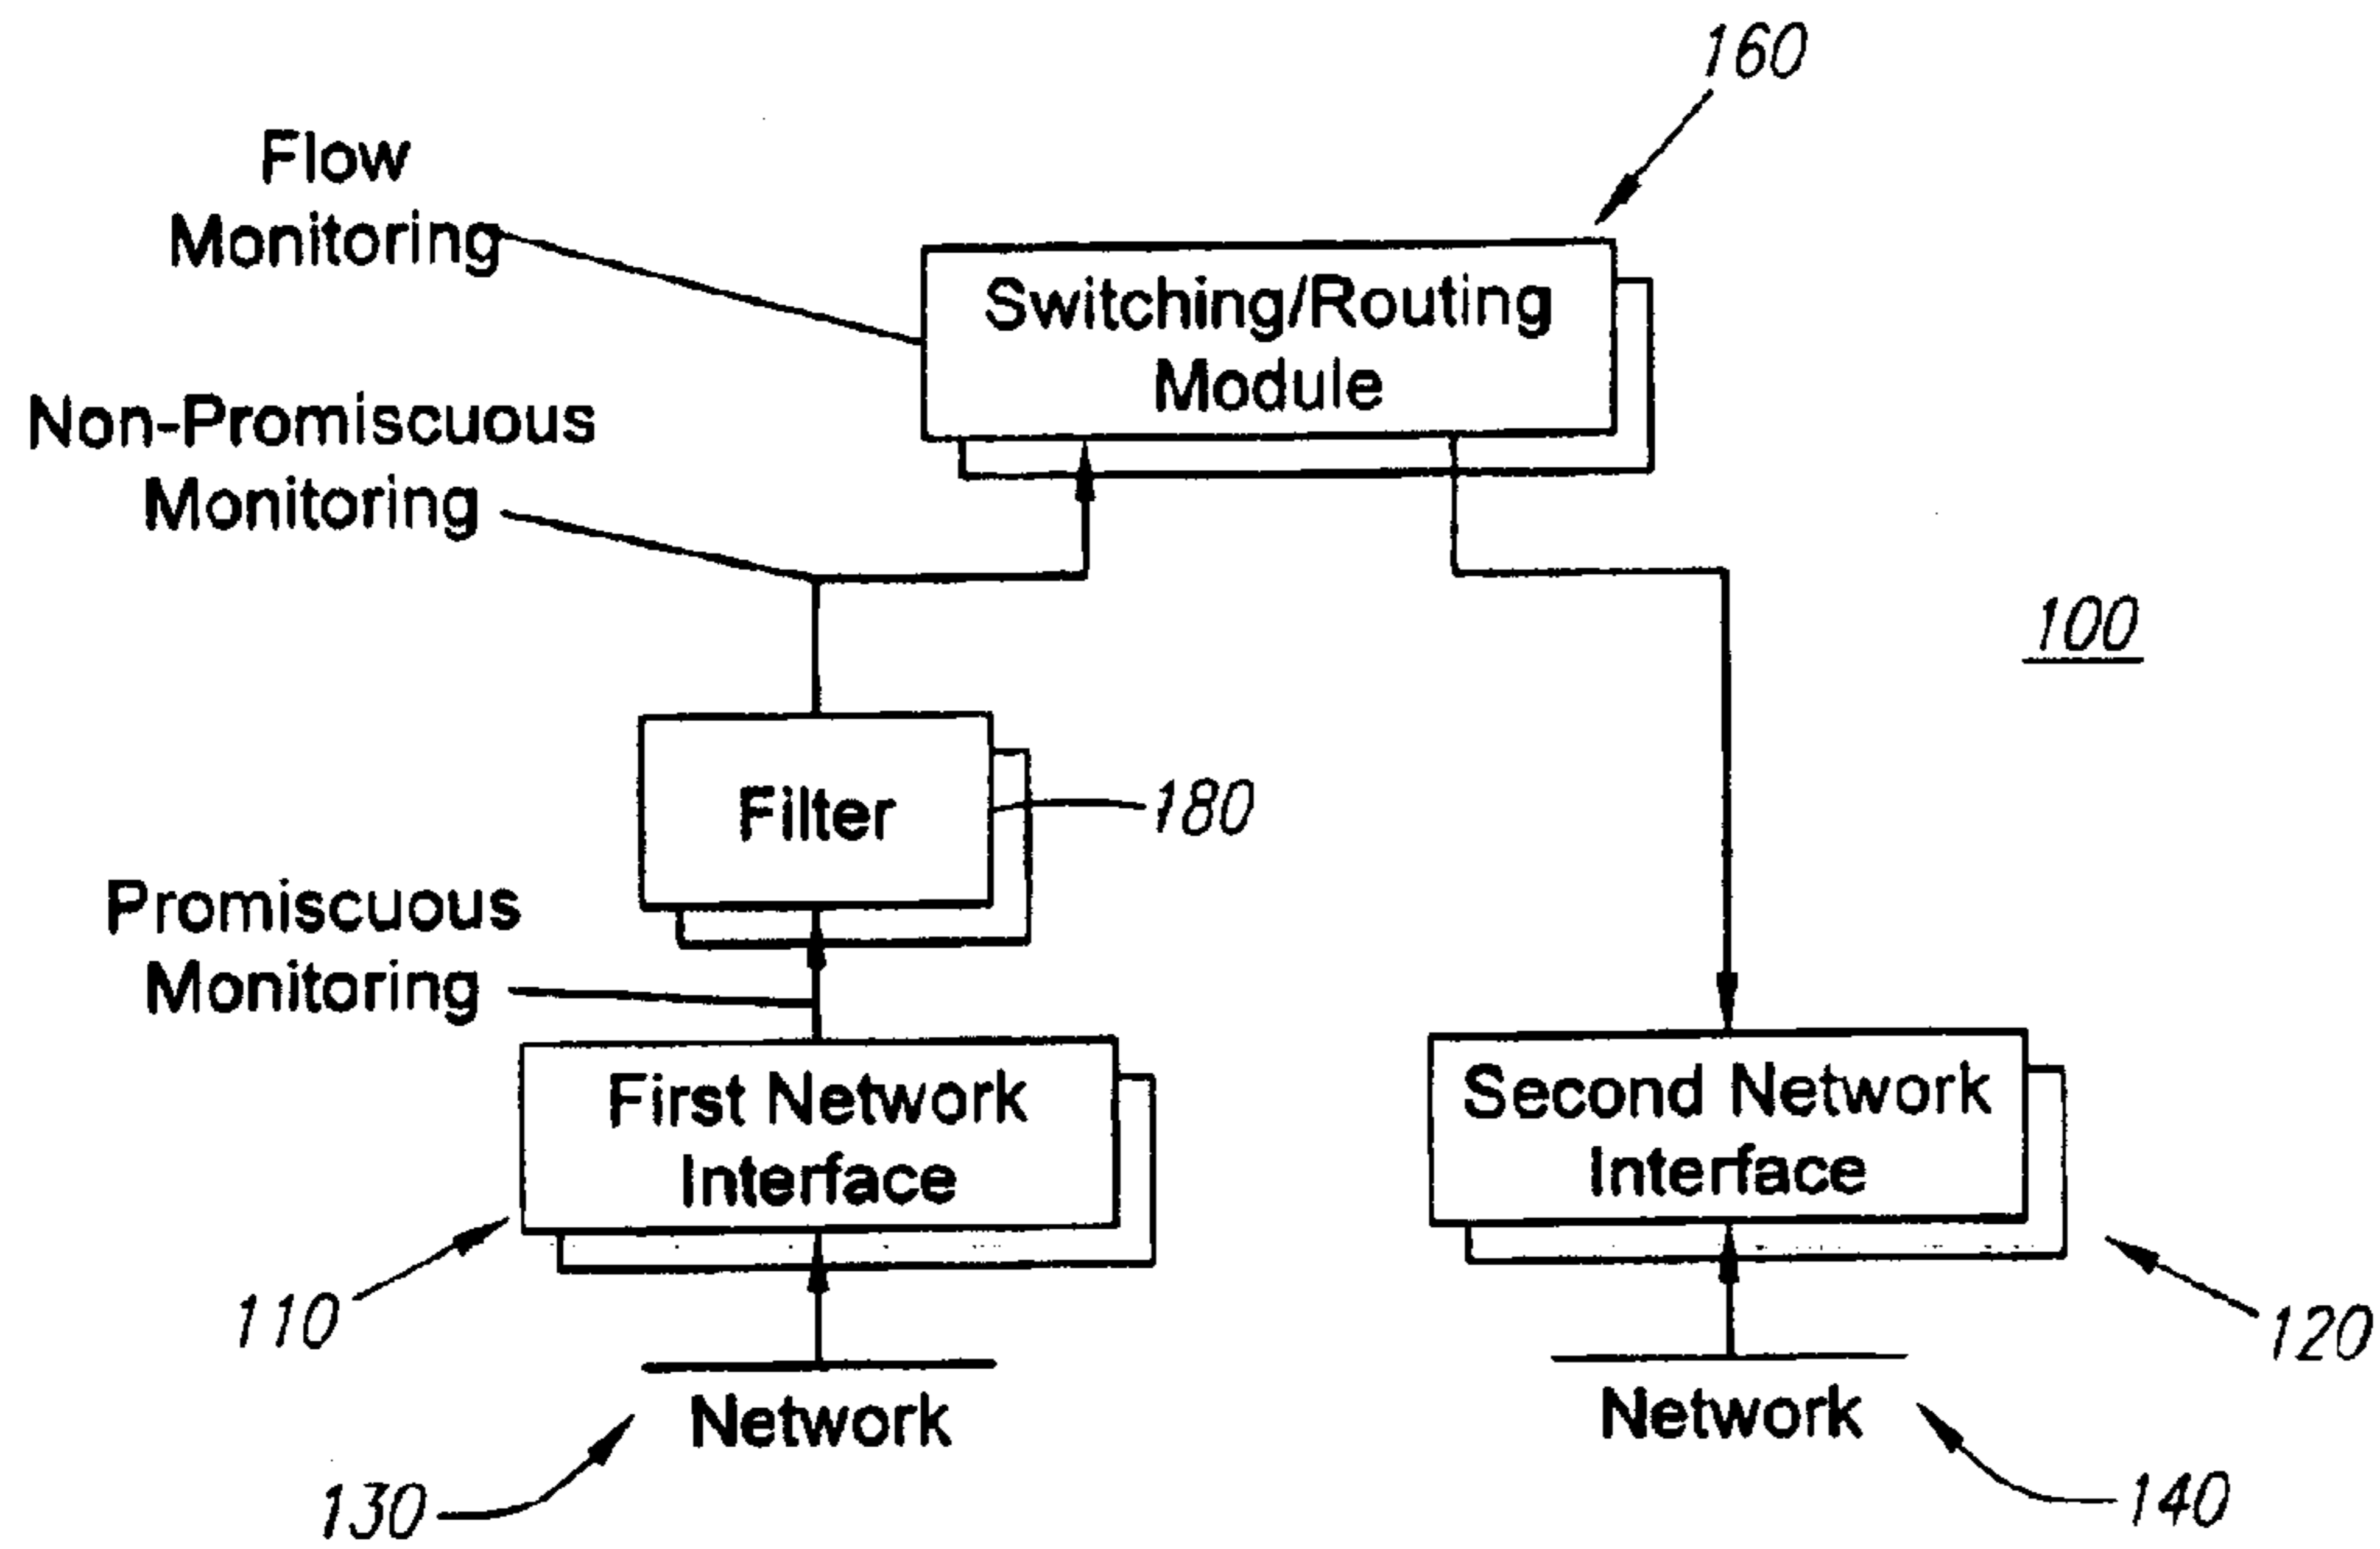 160
Flow
Monitoring
Switching/Routing
Module
Non-Promiscuous
Monitoring
100
Filter
180
Promiscuous
Monitoring
First Network
Interface
Second Network
Interface
110
120
Network
Network
130
140